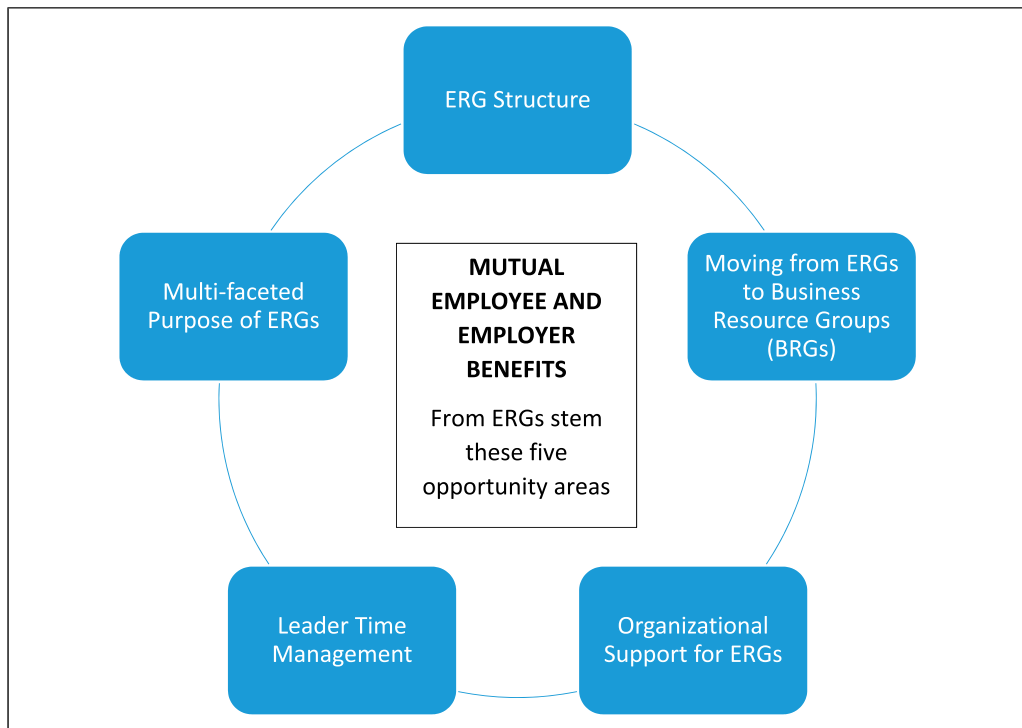 ERG Structure
Multi-faceted
Purpose of ERGs
MUTUAL
EMPLOYEE AND
EMPLOYER
BENEFITS
From ERGs stem
these five
opportunity areas
Moving from ERGs
to Business
Resource Groups
(BRGs)
Leader Time
Management
Organizational
Support for ERGs